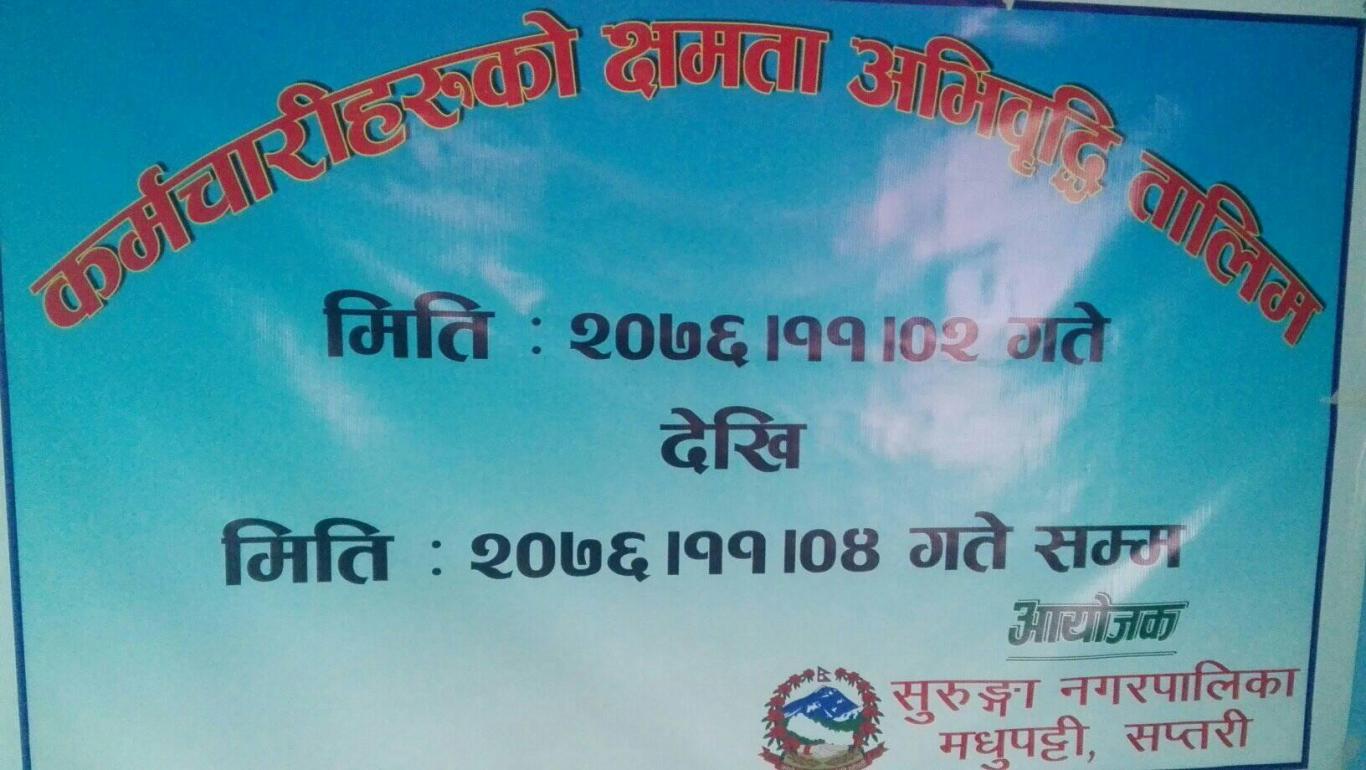 कर्मचारीहरुको क्षमता अभिवृद्धि तालिम
मिति : २०७६।११।०२ गते
देखि
मिति : २०७६।११।०४ गते सम्म
आयोजक
सुरुङ्गा नगरपालिका
मधुपट्टी, सप्तरी